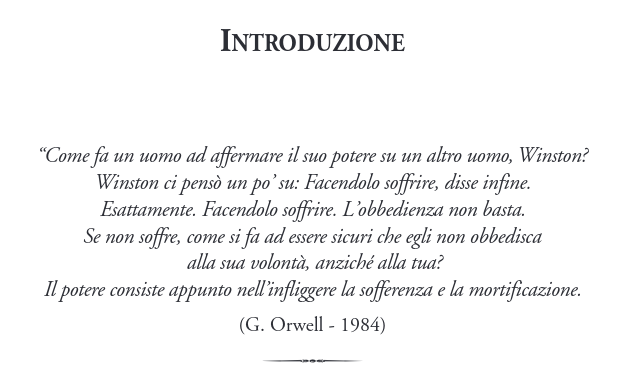 INTRODUZIONE
“Come fa un uomo ad affermare il suo potere su un altro uomo, Winston?
Winston ci pensò un po’ su: Facendolo soffrire, disse infine.
Esattamente. Facendolo soffrire. L’obbedienza non basta.
Se non soffre, come si fa ad essere sicuri che egli non obbedisca
alla sua volontà, anziché alla tua?
Il potere consiste appunto nell’infliggere la sofferenza e la mortificazione.
(G. Orwell - 1984)